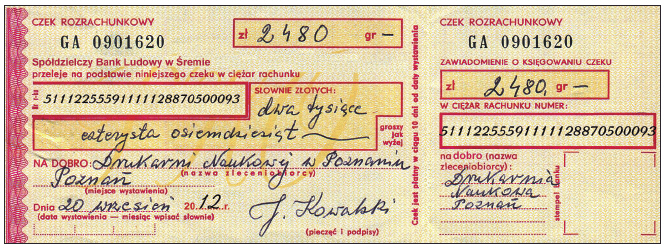 CZEK ROZRACHUNKOWY
GA 0901620
zł 2480 gr —
Spółdzielczy Bank Ludowy w Śremie
przeleje na podstawie niniejszego czeku w ciężar rachunku
51112255591111128870500093
SŁOWNIE ZŁOTYCH:
dwa tysiące
czterysta osiemdziesiąt —
groszy jak wyżej
NA DOBRO: Drukarni Naukowej w Poznaniu
(nazwa zleceniobiorcy)
Poznań
(miejsce wystawienia)
Dnia 20 wrzesień 2012. r.
(data wystawienia — miesiąc wpisać słownie)
J. Kowalski
(pieczęć i podpisy)
Czek jest płatny w ciągu 10 dni od daty wystawienia
CZEK ROZRACHUNKOWY
GA 0901620
ZAWIADOMIENIE O KSIĘGOWANIU CZEKU
zł 2480, gr —
W CIĘŻAR RACHUNKU NUMER:
51112255591111128870500093
na dobro: (nazwa
zleceniobiorcy):
Drukarnia
Naukowa
Poznań
stempel banku